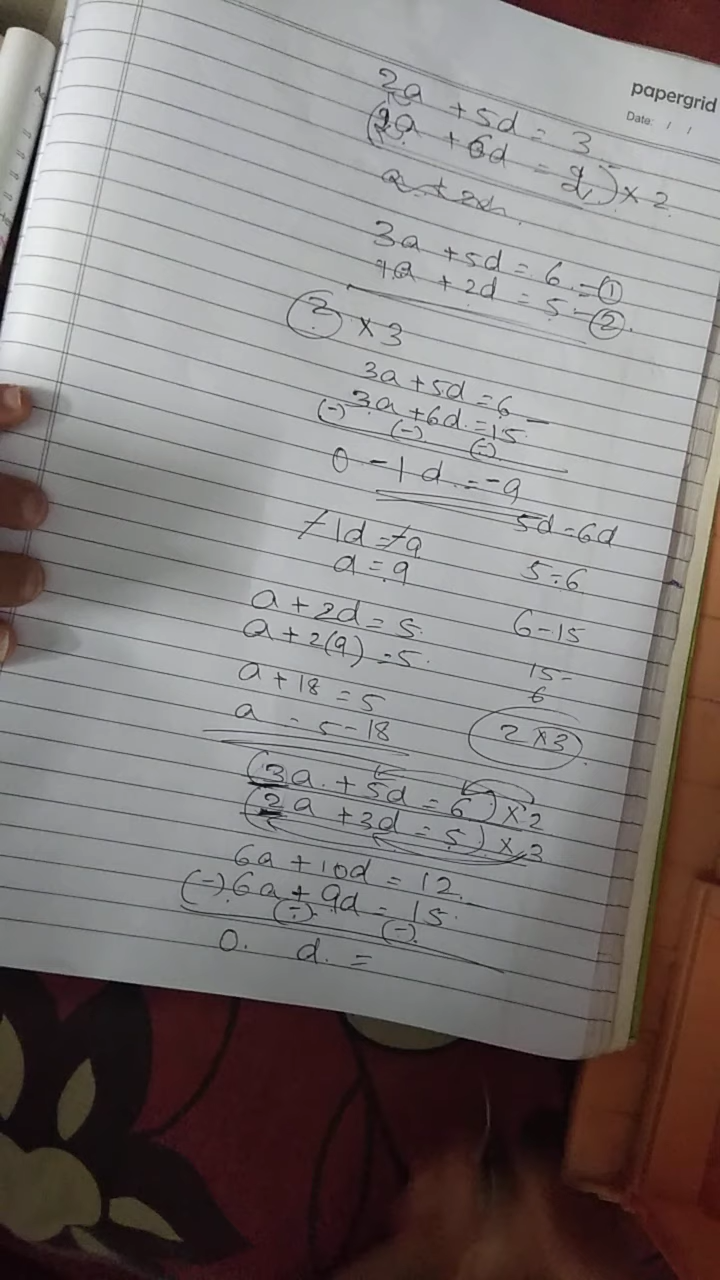 papergrid
Date: / /
2a + 5d = 3
(2a + 6d = 2) × 2
3a + 5d = 6 - ①
1a + 2d = 5 - ②
② × 3
3a + 5d = 6
3a + 6d = 15
(-) (-) (-)
0 - 1d = -9
5d = 6d
-1d = -9
5 = 6
d = 9
a + 2d = 5
6 - 15
a + 2(9) = 5
15 -
6
a + 18 = 5
a = 5 - 18
2 × 3
(3a + 5d = 6) × 2
(2a + 3d = 5) × 3
6a + 10d = 12
(-) 6a + 9d = 15
(-) (-)
0. d. =